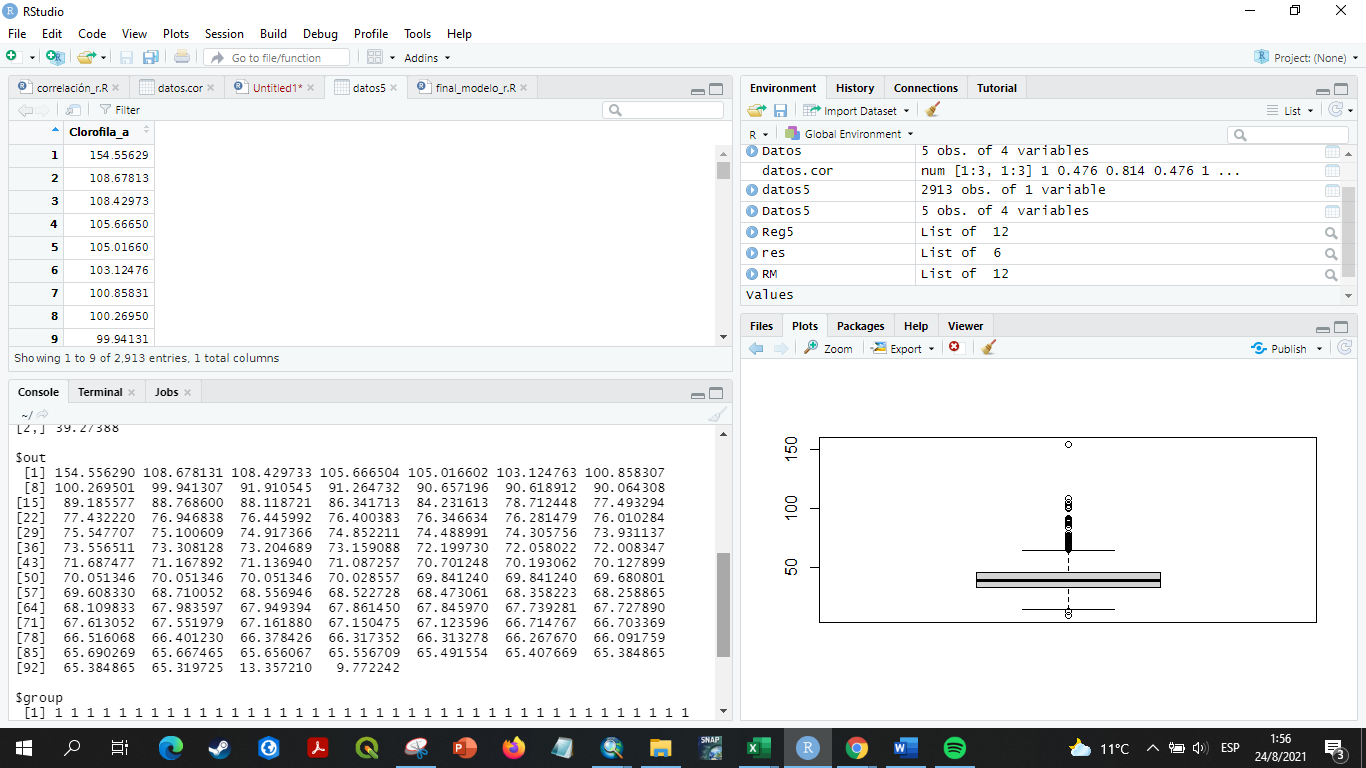 RStudio
File Edit Code View Plots Session Build Debug Profile Tools Help
Go to file/function Addins Project: (None)
correlación_r.R datos.cor Untitled1* datos5 final_modelo_r.R
Filter
Clorofila_a
1 154.55629
2 108.67813
3 108.42973
4 105.66650
5 105.01660
6 103.12476
7 100.85831
8 100.26950
9 99.94131
Showing 1 to 9 of 2,913 entries, 1 total columns
Console Terminal Jobs
~/
[2,] 39.27388
$out
[1] 154.556290 108.678131 108.429733 105.666504 105.016602 103.124763 100.858307
[8] 100.269501 99.941307 91.910545 91.264732 90.657196 90.618912 90.064308
[15] 89.185577 88.768600 88.118721 86.341713 84.231613 78.712448 77.493294
[22] 77.432220 76.946838 76.445992 76.400383 76.346634 76.281479 76.010284
[29] 75.547707 75.100609 74.917366 74.852211 74.488991 74.305756 73.931137
[36] 73.556511 73.308128 73.204689 73.159088 72.199730 72.058022 72.008347
[43] 71.687477 71.167892 71.136940 71.087257 70.701248 70.193062 70.127899
[50] 70.051346 70.051346 70.051346 70.028557 69.841240 69.841240 69.680801
[57] 69.608330 68.710052 68.556946 68.522728 68.473061 68.358223 68.258865
[64] 68.109833 67.983597 67.949394 67.861450 67.845970 67.739281 67.727890
[71] 67.613052 67.551979 67.161880 67.150475 67.123596 66.714767 66.703369
[78] 66.516068 66.401230 66.378426 66.317352 66.313278 66.267670 66.091759
[85] 65.690269 65.667465 65.656067 65.556709 65.491554 65.407669 65.384865
[92] 65.384865 65.319725 13.357210 9.772242
$group
[1] 1 1 1 1 1 1 1 1 1 1 1 1 1 1 1 1 1 1 1 1 1 1 1 1 1 1 1 1 1 1 1 1 1 1 1 1 1 1 1 1
Environment History Connections Tutorial
Import Dataset List
R Global Environment
Datos 5 obs. of 4 variables
datos.cor num [1:3, 1:3] 1 0.476 0.814 0.476 1 ...
datos5 2913 obs. of 1 variable
Datos5 5 obs. of 4 variables
Reg5 List of 12
res List of 6
RM List of 12
Values
Files Plots Packages Help Viewer
Zoom Export Publish
150
100
50
11°C ESP 1:56
24/8/2021
3